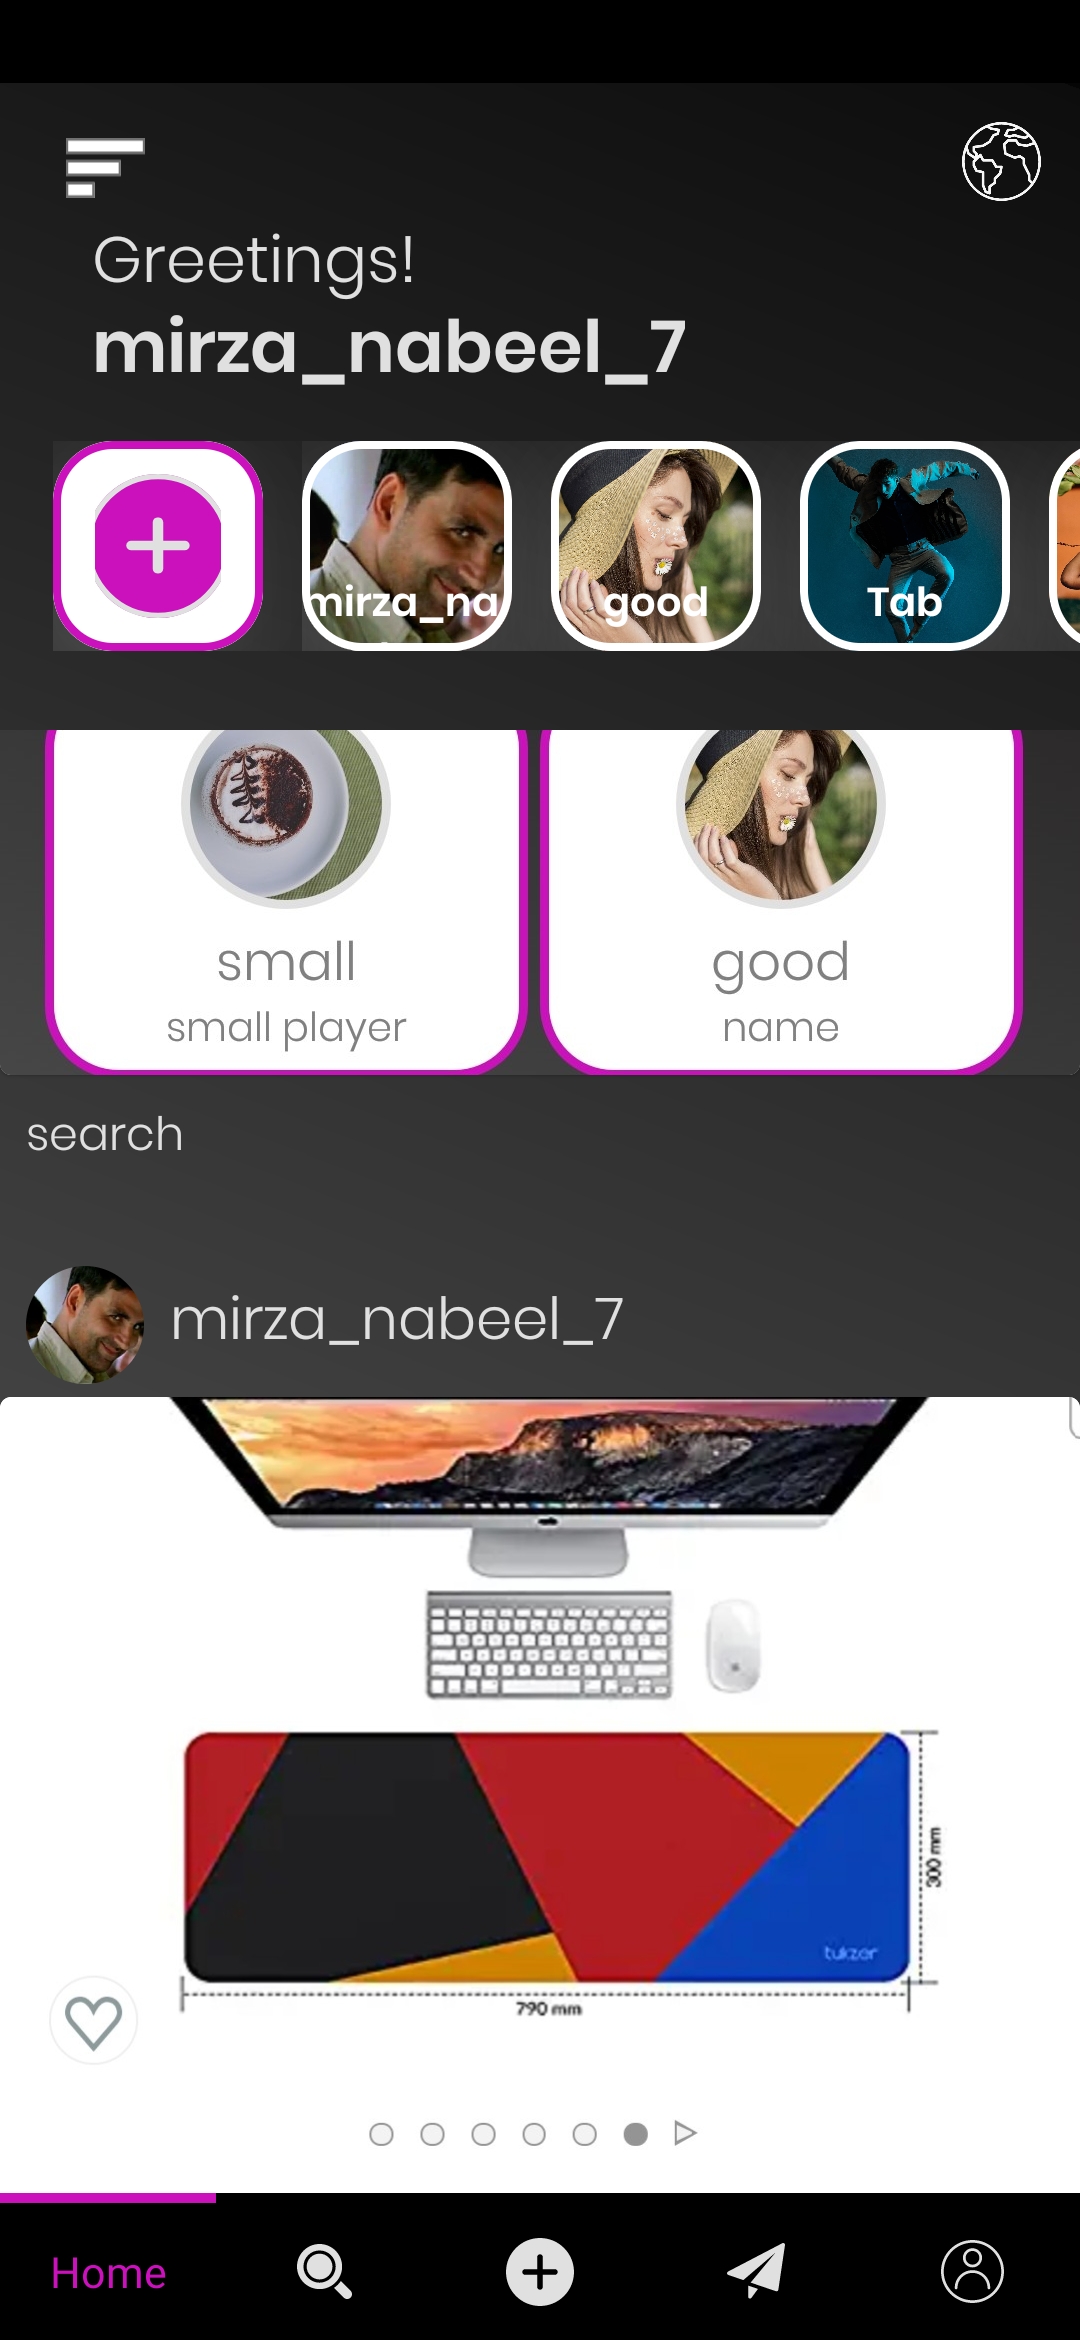 Greetings!
mirza_nabeel_7
mirza_na
good
Tab
small
good
small player
name
search
mirza_nabeel_7
300 mm
tukzer
790 mm
Home